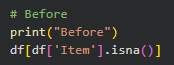 # Before
print("Before")
df[df['Item'].isna()]